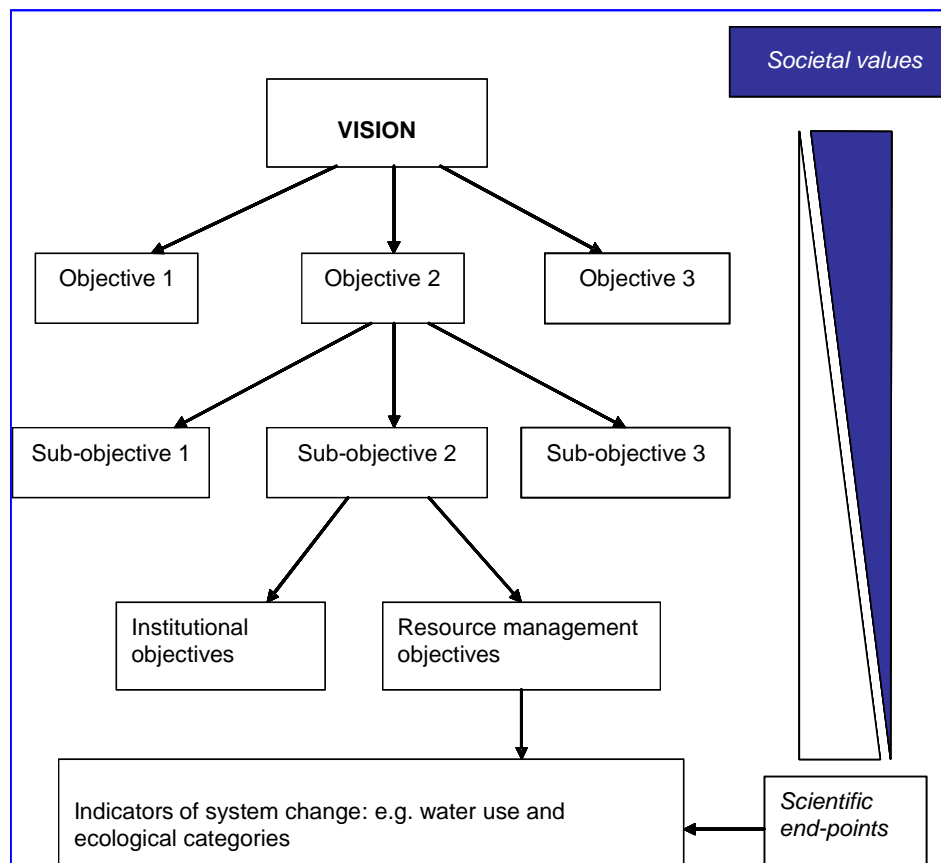 Societal values
VISION
Objective 1
Objective 2
Objective 3
Sub-objective 1
Sub-objective 2
Sub-objective 3
Institutional
objectives
Resource management
objectives
Indicators of system change: e.g. water use and
ecological categories
Scientific
end-points